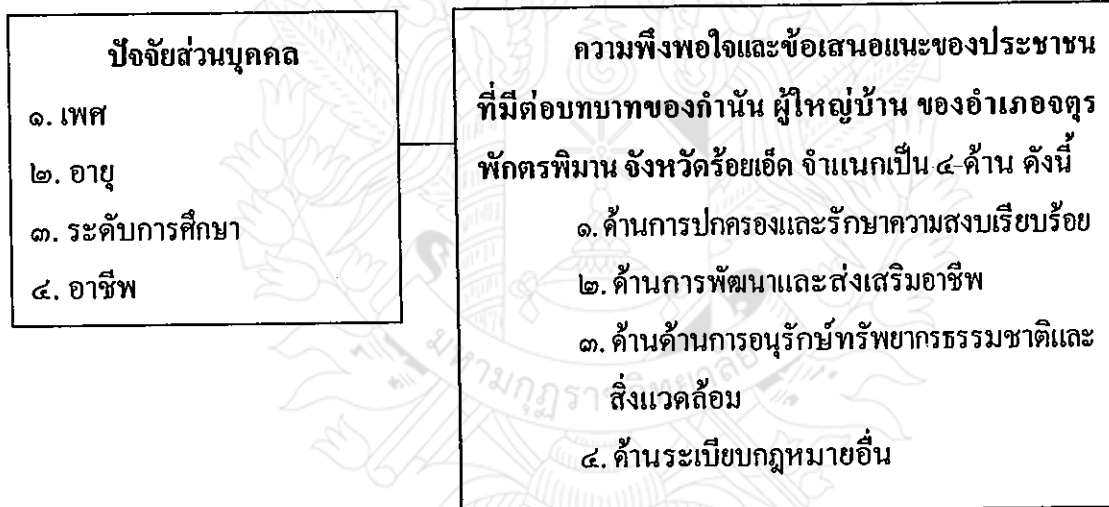 ปัจจัยส่วนบุคคล
๑. เพศ
๒. อายุ
๓. ระดับการศึกษา
๔. อาชีพ
ความพึงพอใจและข้อเสนอแนะของประชาชน
ที่มีต่อบทบาทของกำนัน ผู้ใหญ่บ้าน ของอำเภอจตุร
พักตรพิมาน จังหวัดร้อยเอ็ด จำแนกเป็น ๔ ด้าน ดังนี้
๑. ด้านการปกครองและรักษาความสงบเรียบร้อย
๒. ด้านการพัฒนาและส่งเสริมอาชีพ
๓. ด้านด้านการอนุรักษ์ทรัพยากรธรรมชาติและ
สิ่งแวดล้อม
๔. ด้านระเบียบกฎหมายอื่น